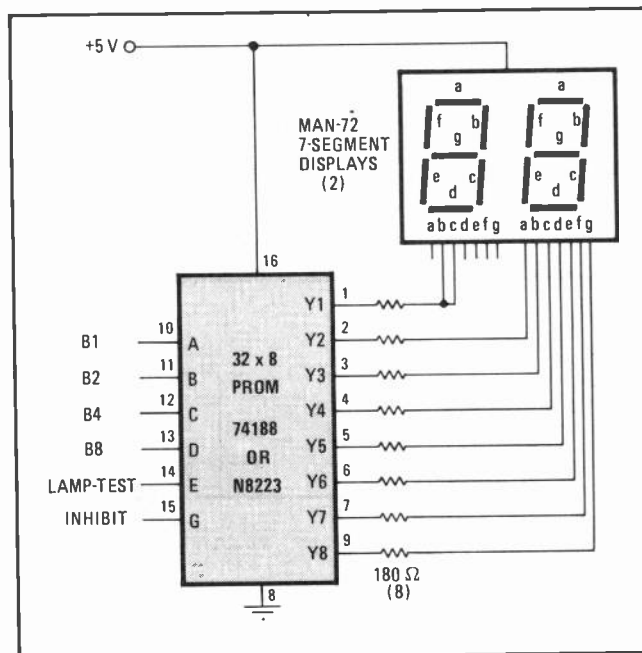 +5 V
MAN-72
7-SEGMENT
DISPLAYS
(2)
a a
f b f b
g g
e c e c
d d
a b c d e f g a b c d e f g
16
Y1 1
10 A
B1
Y2 2
32 x 8
PROM
11 B
B2
Y3 3
12 C
B4
Y4 4
74188
OR
N8223
13 D
B8
Y5 5
14 E
LAMP-TEST
Y6 6
15 G
INHIBIT
Y7 7
Y8 9
180 Ω
(8)
8